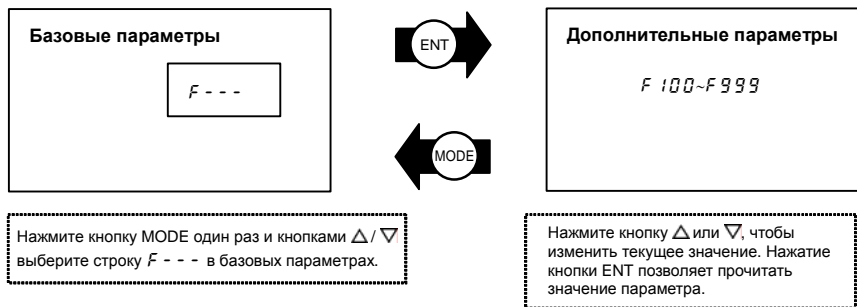 Базовые параметры
F - - -
ENT
MODE
Дополнительные параметры
F 100~F 999
Нажмите кнопку MODE один раз и кнопками △ / ▽
выберите строку F - - - в базовых параметрах.
Нажмите кнопку △ или ▽, чтобы
изменить текущее значение. Нажатие
кнопки ENT позволяет прочитать
значение параметра.